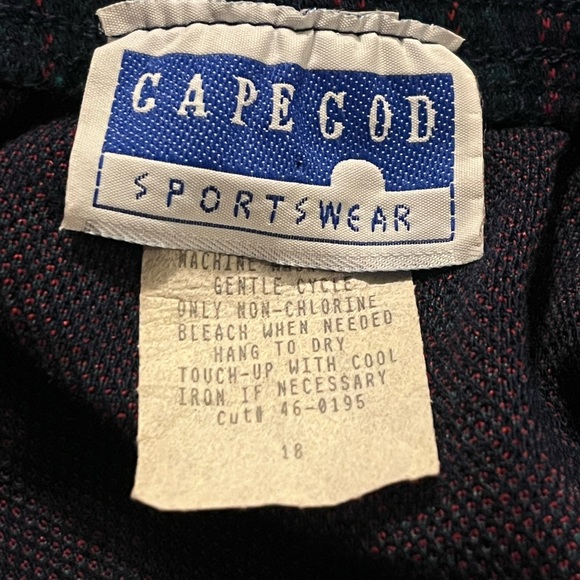 CAPE COD
SPORTSWEAR
MACHINE
GENTLE CYCLE
ONLY NON-CHLORINE
BLEACH WHEN NEEDED
HANG TO DRY
TOUCH-UP WITH COOL
IRON IF NECESSARY
Cut# 46-0195
18